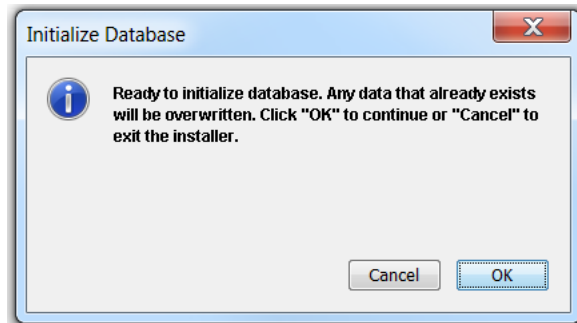 Initialize Database
Ready to initialize database. Any data that already exists
will be overwritten. Click "OK" to continue or "Cancel" to
exit the installer.
Cancel OK